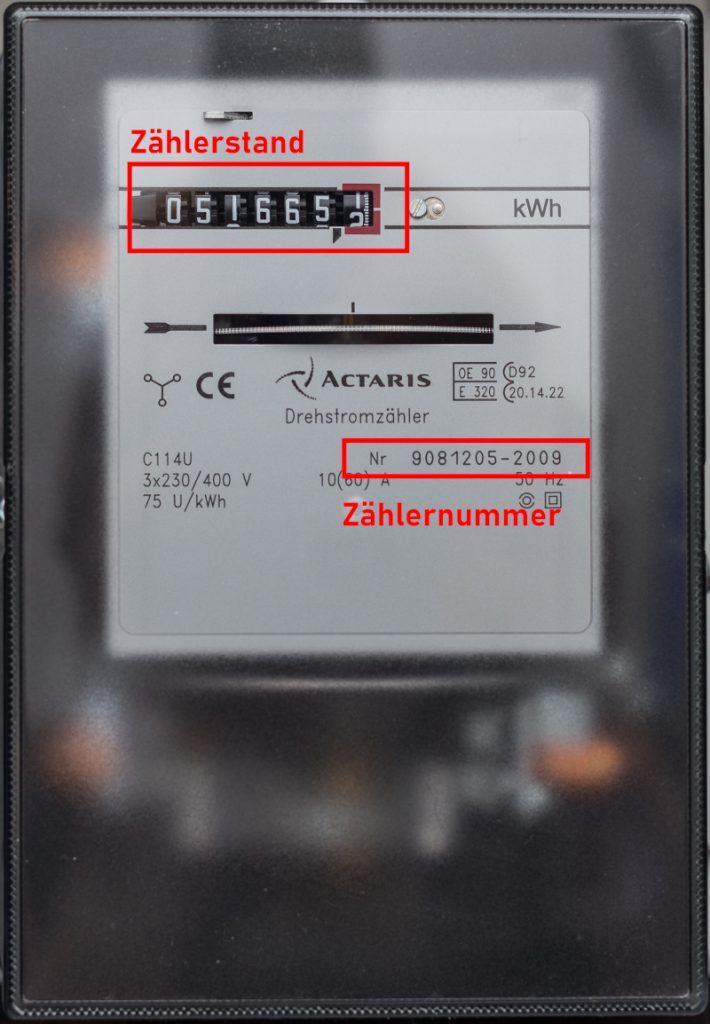 Zählerstand
051665
kWh
CE
ACTARIS
OE 90 D92
E 320 20.14.22
Drehstromzähler
C114U Nr 9081205-2009
3x230/400 V 10(60) A 50 Hz
75 U/kWh
Zählernummer